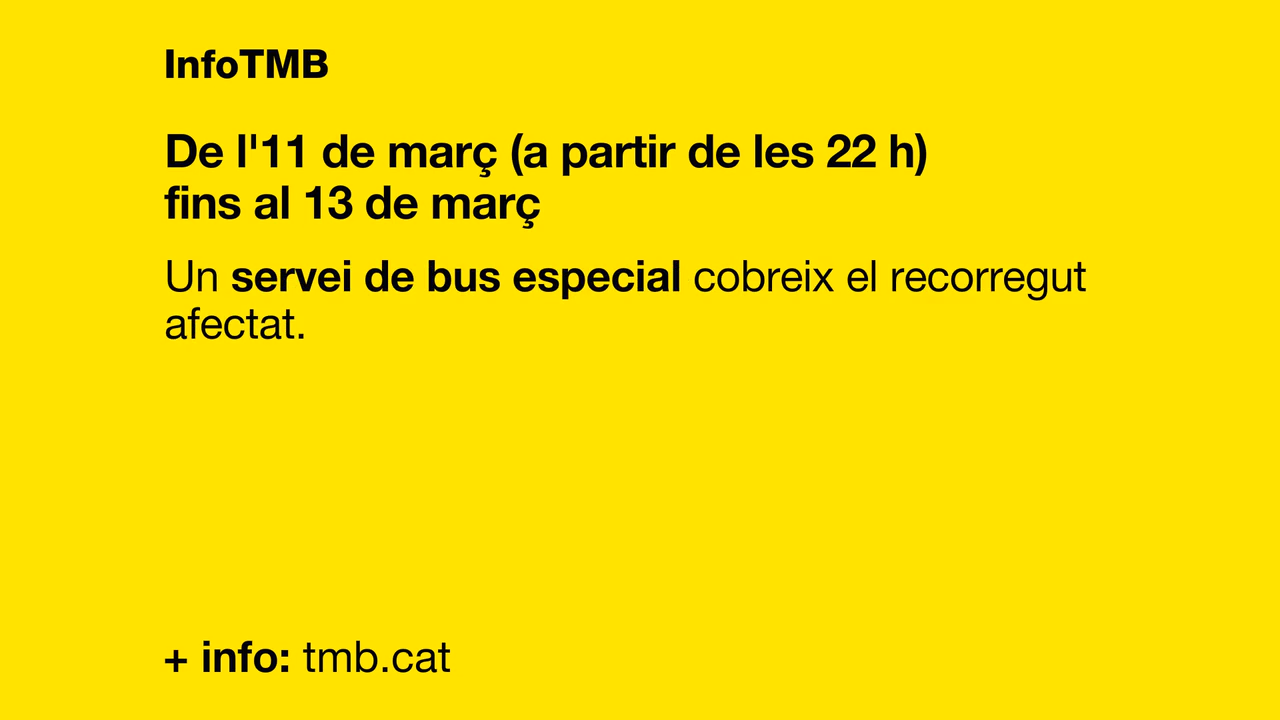 InfoTMB
De l'11 de març (a partir de les 22 h)
fins al 13 de març
Un servei de bus especial cobreix el recorregut
afectat.
+ info: tmb.cat